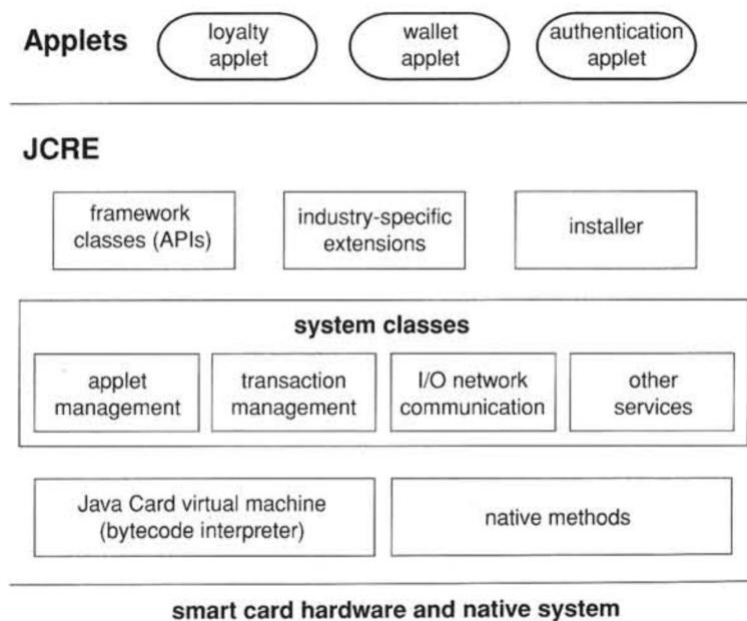 Applets
loyalty
applet
wallet
applet
authentication
applet
JCRE
framework
classes (APIs)
industry-specific
extensions
installer
system classes
applet
management
transaction
management
I/O network
communication
other
services
Java Card virtual machine
(bytecode interpreter)
native methods
smart card hardware and native system